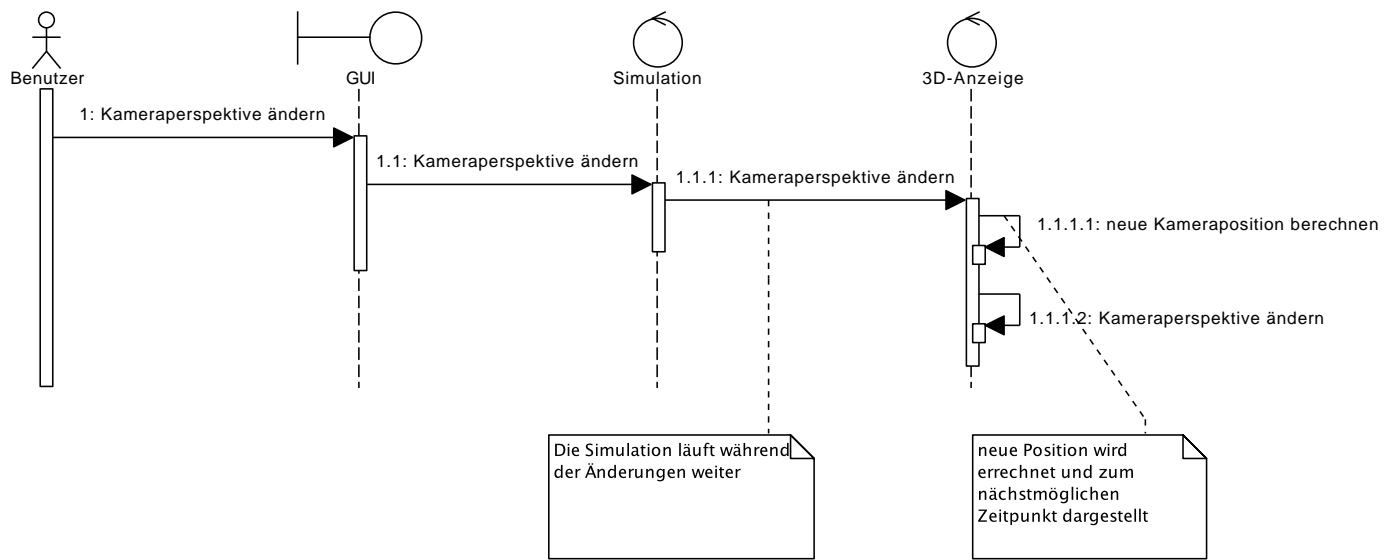 Benutzer
GUI
Simulation
3D-Anzeige
1: Kameraperspektive ändern
1.1: Kameraperspektive ändern
1.1.1: Kameraperspektive ändern
1.1.1.1: neue Kameraposition berechnen
1.1.1.2: Kameraperspektive ändern
Die Simulation läuft während
der Änderungen weiter
neue Position wird
errechnet und zum
nächstmöglichen
Zeitpunkt dargestellt